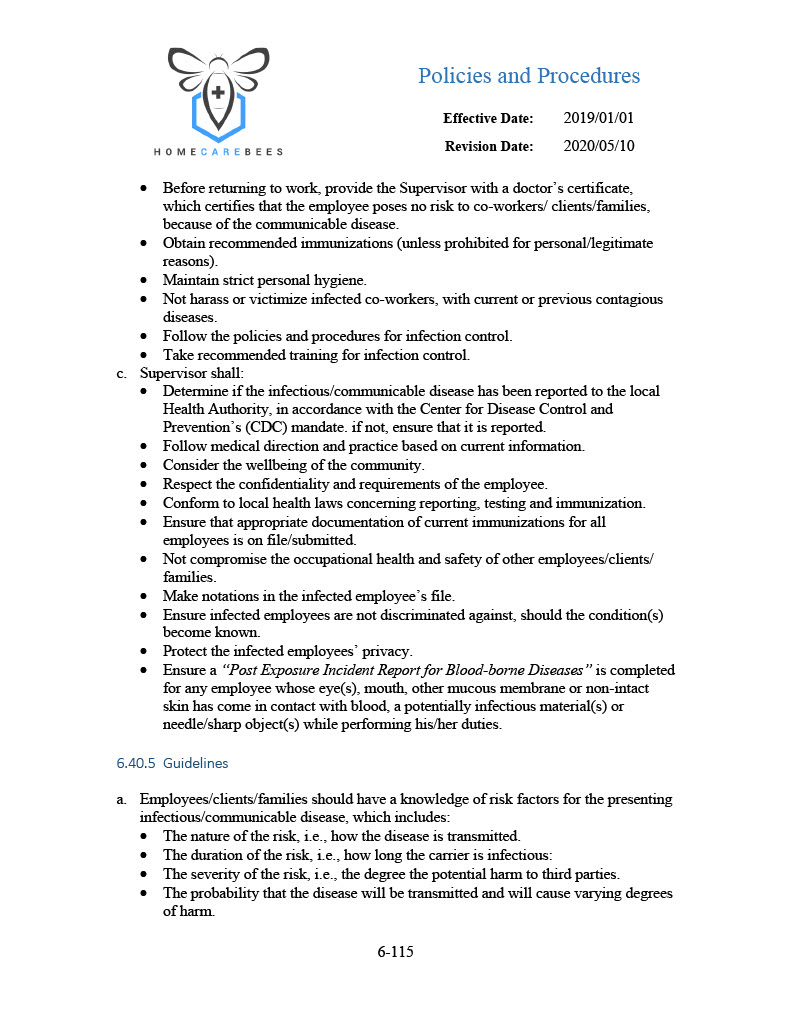 Policies and Procedures
Effective Date: 2019/01/01
Revision Date: 2020/05/10
HOMECAREBEES
• Before returning to work, provide the Supervisor with a doctor's certificate,
which certifies that the employee poses no risk to co-workers/ clients/families,
because of the communicable disease.
• Obtain recommended immunizations (unless prohibited for personal/legitimate
reasons).
• Maintain strict personal hygiene.
• Not harass or victimize infected co-workers, with current or previous contagious
diseases.
• Follow the policies and procedures for infection control.
• Take recommended training for infection control.
c. Supervisor shall:
• Determine if the infectious/communicable disease has been reported to the local
Health Authority, in accordance with the Center for Disease Control and
Prevention's (CDC) mandate. if not, ensure that it is reported.
• Follow medical direction and practice based on current information.
• Consider the wellbeing of the community.
• Respect the confidentiality and requirements of the employee.
• Conform to local health laws concerning reporting, testing and immunization.
• Ensure that appropriate documentation of current immunizations for all
employees is on file/submitted.
• Not compromise the occupational health and safety of other employees/clients/
families.
• Make notations in the infected employee's file.
• Ensure infected employees are not discriminated against, should the condition(s)
become known.
• Protect the infected employees' privacy.
• Ensure a “Post Exposure Incident Report for Blood-borne Diseases” is completed
for any employee whose eye(s), mouth, other mucous membrane or non-intact
skin has come in contact with blood, a potentially infectious material(s) or
needle/sharp object(s) while performing his/her duties.
6.40.5 Guidelines
a. Employees/clients/families should have a knowledge of risk factors for the presenting
infectious/communicable disease, which includes:
• The nature of the risk, i.e., how the disease is transmitted.
• The duration of the risk, i.e., how long the carrier is infectious:
• The severity of the risk, i.e., the degree the potential harm to third parties.
• The probability that the disease will be transmitted and will cause varying degrees
of harm.
6-115